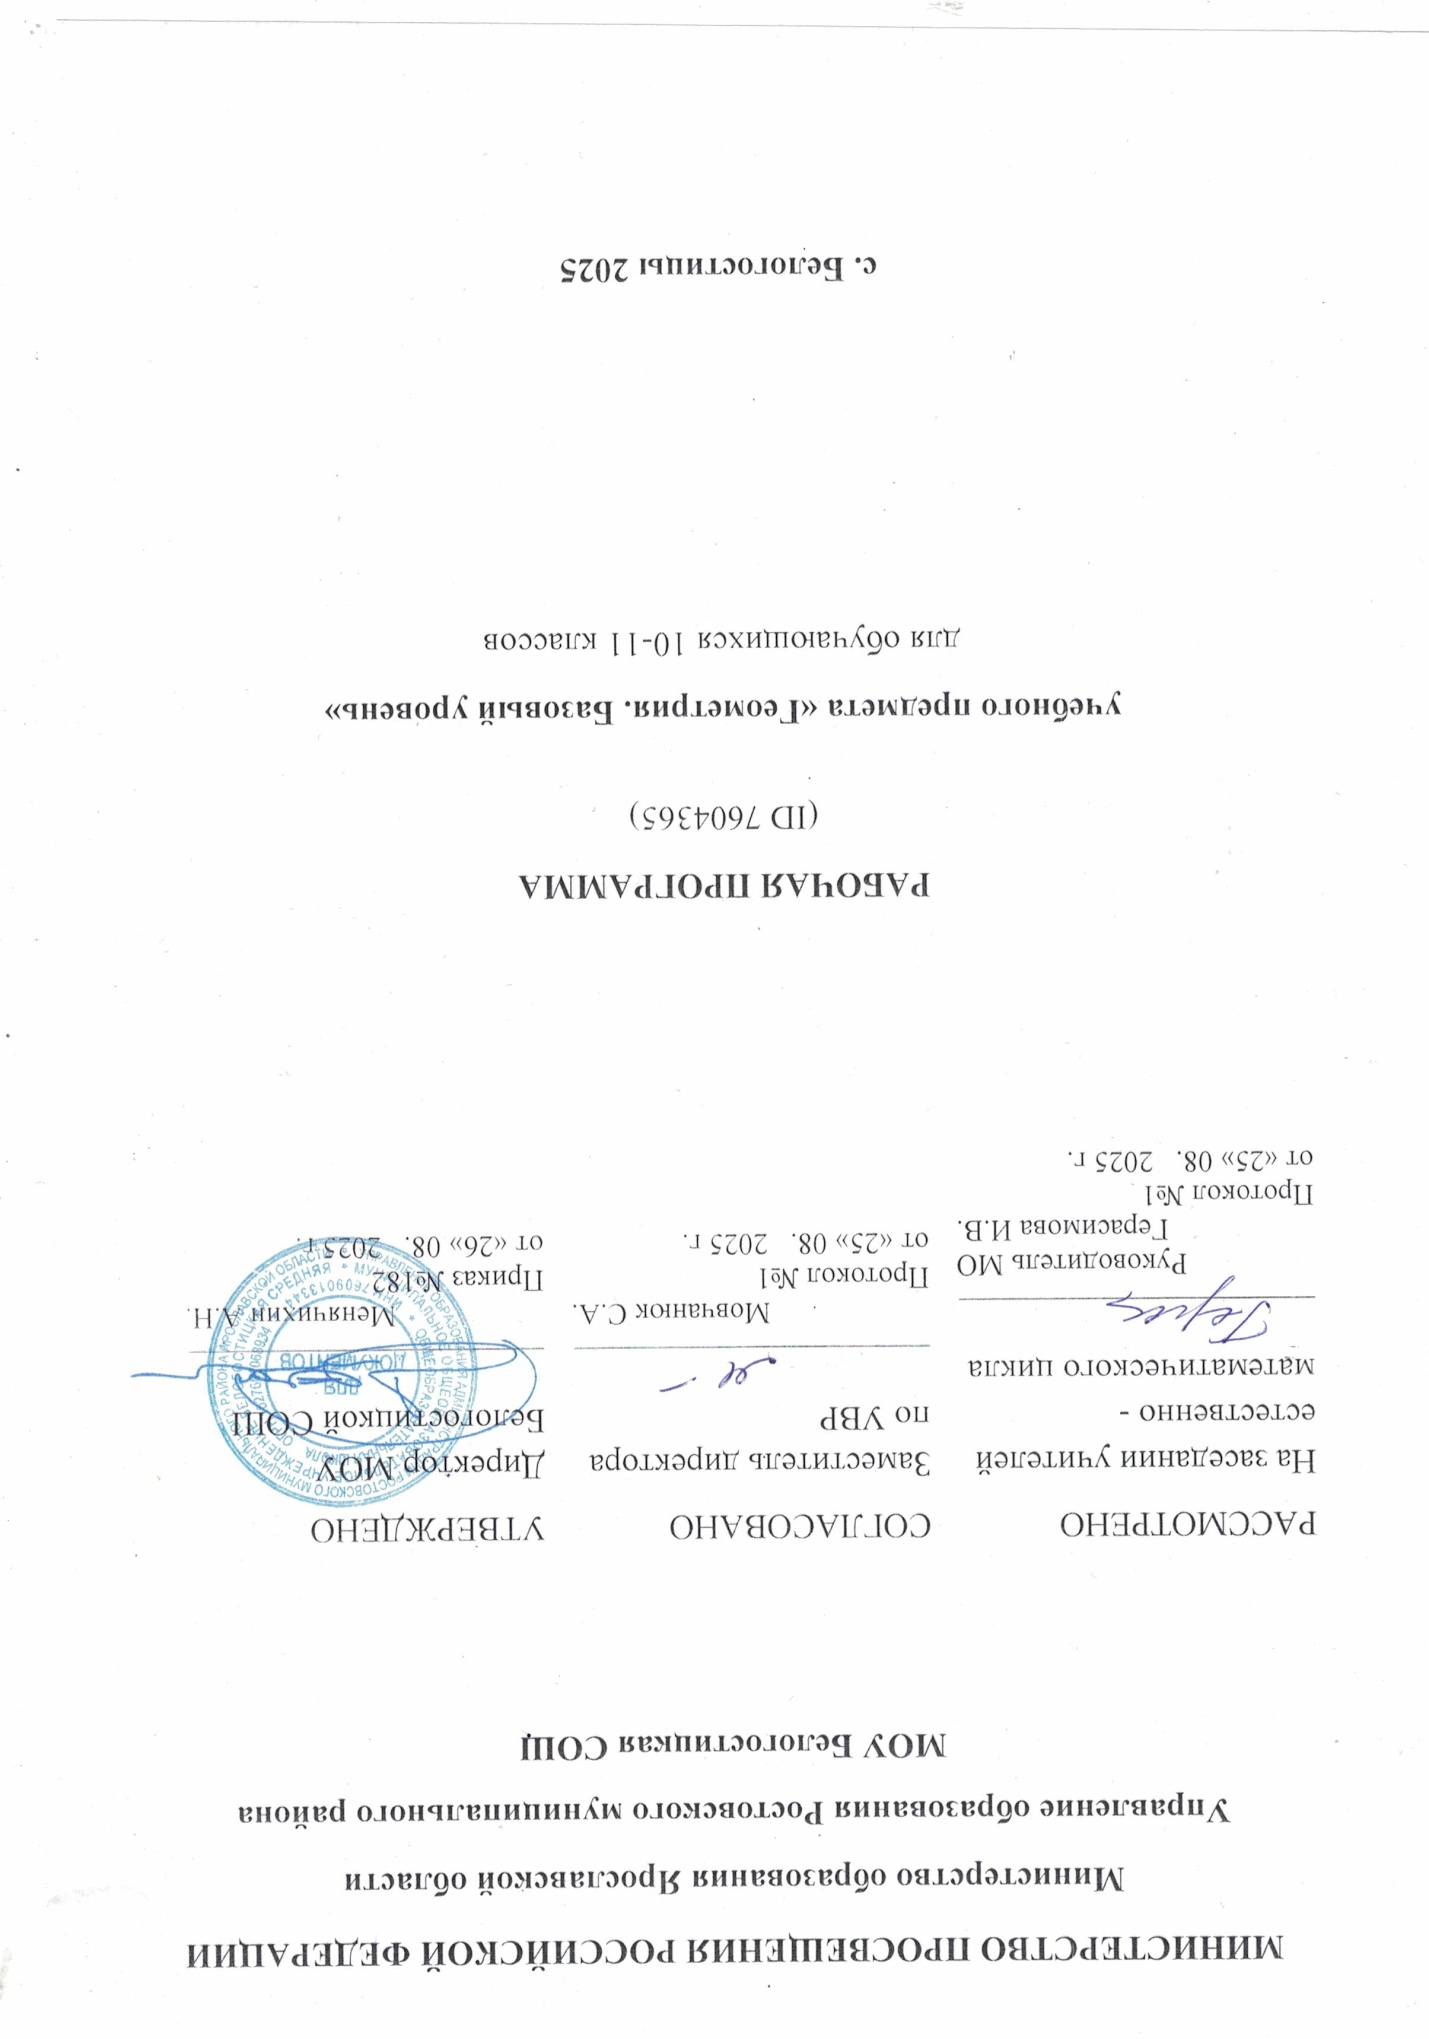 МИНИСТЕРСТВО ПРОСВЕЩЕНИЯ РОССИЙСКОЙ ФЕДЕРАЦИИ
Министерство образования Ярославской области
Управление образования Ростовского муниципального района
МОУ Белогостицкая СОШ
РАССМОТРЕНО
На заседании учителей
естественно -
математического цикла
Руководитель МО
Герасимова И.В.
Протокол №1
от «25» 08. 2025 г.
СОГЛАСОВАНО
Заместитель директора
по УВР
Мовчанюк С.А.
Протокол №1
от «25» 08. 2025 г.
УТВЕРЖДЕНО
Директор МОУ
Белогостицкой СОШ
Менячихин А.Н.
Приказ №182
от «26» 08. 2025 г.
ДЛЯ
ДОКУМЕНТОВ
РАБОЧАЯ ПРОГРАММА
(ID 7604365)
учебного предмета «Геометрия. Базовый уровень»
для обучающихся 10-11 классов
с. Белогостицы 2025